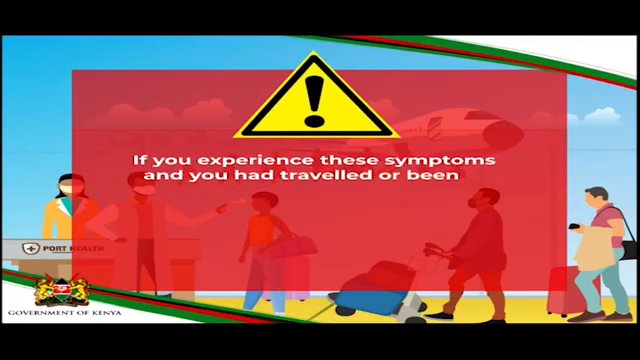 If you experience these symptoms
and you had travelled or been
PORT HEALTH
GOVERNMENT OF KENYA